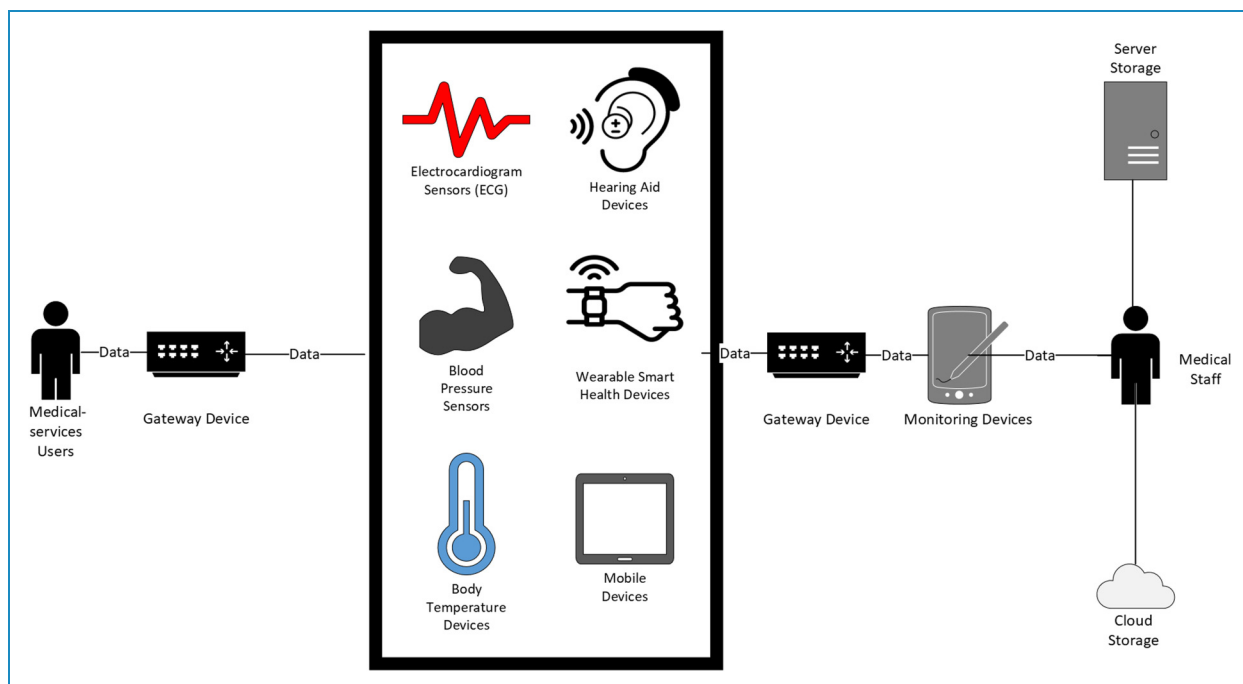 Server
Storage
Electrocardiogram
Sensors (ECG)
Hearing Aid
Devices
Data
Data
Data
Data
Data
Medical-
services
Users
Gateway Device
Blood
Pressure
Sensors
Wearable Smart
Health Devices
Gateway Device
Monitoring Devices
Medical
Staff
Body
Temperature
Devices
Mobile
Devices
Cloud
Storage